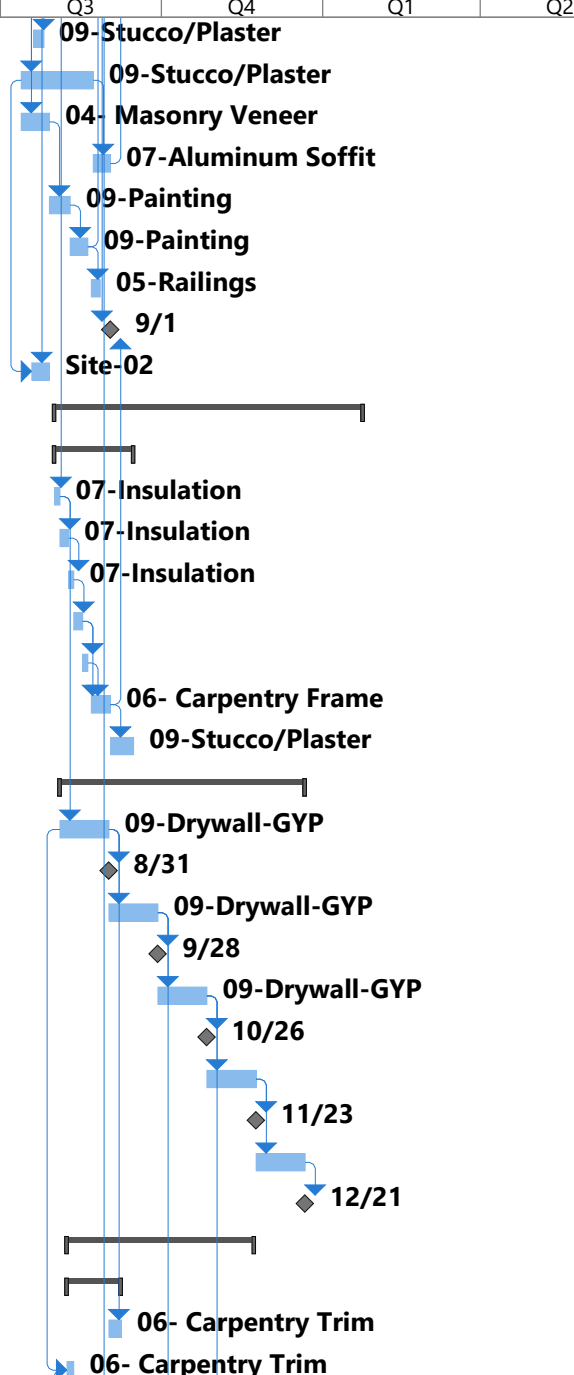 Q3 Q4 Q1 Q2
09-Stucco/Plaster
09-Stucco/Plaster
04- Masonry Veneer
07-Aluminum Soffit
09-Painting
09-Painting
05-Railings
9/1
Site-02
07-Insulation
07-Insulation
07-Insulation
06- Carpentry Frame
09-Stucco/Plaster
09-Drywall-GYP
8/31
09-Drywall-GYP
9/28
09-Drywall-GYP
10/26
11/23
12/21
06- Carpentry Trim
06- Carpentry Trim